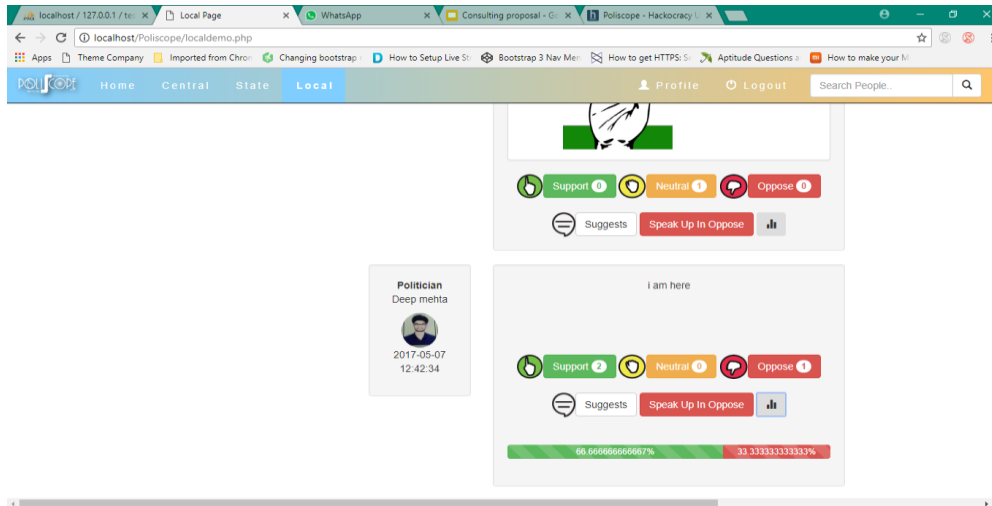 localhost / 127.0.0.1 / tes
Local Page
WhatsApp
Consulting proposal - Go
Poliscope - Hackocracy U
localhost/Poliscope/localdemo.php
Apps
Theme Company
Imported from Chrom
Changing bootstrap
How to Setup Live St
Bootstrap 3 Nav Men
How to get HTTPS: S
Aptitude Questions a
How to make your M
POLISCOPE Home Central State Local Profile Logout Search People..
Support 0 Neutral 1 Oppose 0
Suggests Speak Up In Oppose
Politician
Deep mehta
2017-05-07
12:42:34
i am here
Support 2 Neutral 0 Oppose 1
Suggests Speak Up In Oppose
66.666666666667% 33.333333333333%